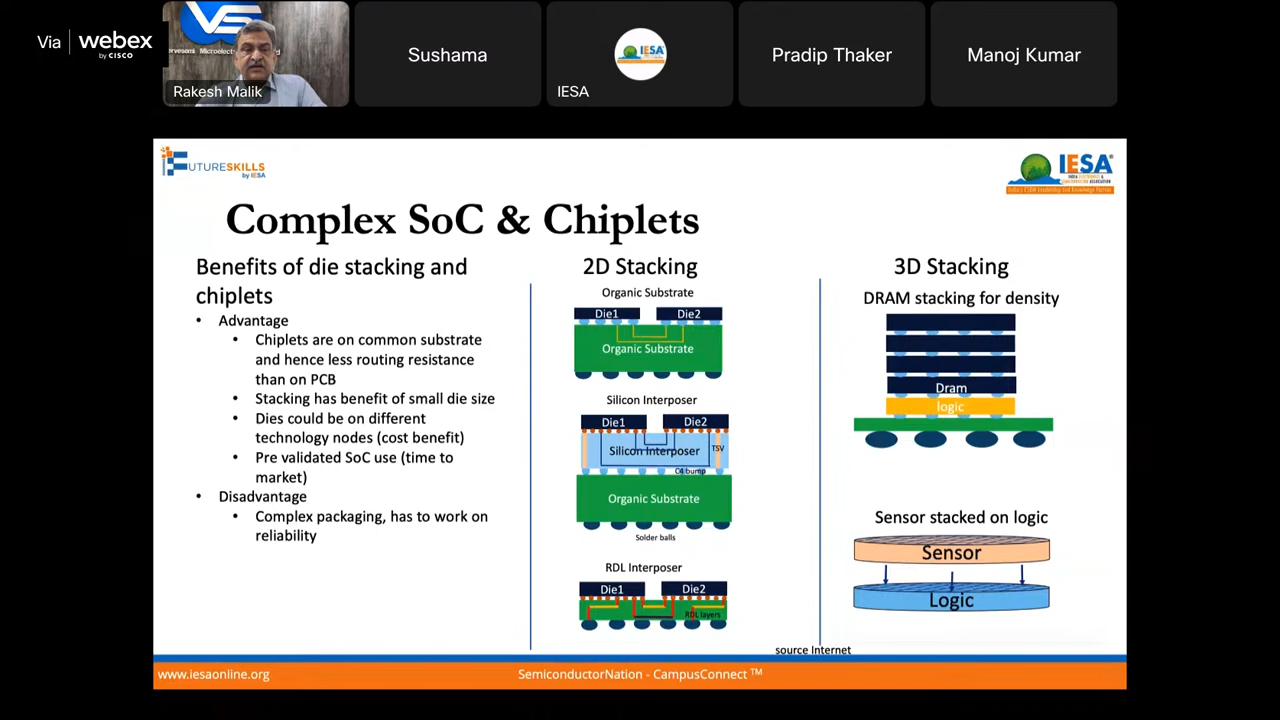 Via webex
by CISCO
VS
Rakesh Malik
Sushama
IESA
IESA
Pradip Thaker
Manoj Kumar
FUTURESKILLS
by IESA
IESA
Complex SoC & Chiplets
Benefits of die stacking and
chiplets
• Advantage
• Chiplets are on common substrate
and hence less routing resistance
than on PCB
• Stacking has benefit of small die size
• Dies could be on different
technology nodes (cost benefit)
• Pre validated SoC use (time to
market)
• Disadvantage
• Complex packaging, has to work on
reliability
2D Stacking
Organic Substrate
Die1 Die2
Organic Substrate
Silicon Interposer
Die1 Die2
Silicon Interposer TSV
C4 bump
Organic Substrate
Solder balls
RDL Interposer
Die1 Die2
RDL layers
3D Stacking
DRAM stacking for density
Dram
logic
Sensor stacked on logic
Sensor
Logic
source Internet
www.iesaonline.org
SemiconductorNation - CampusConnect TM